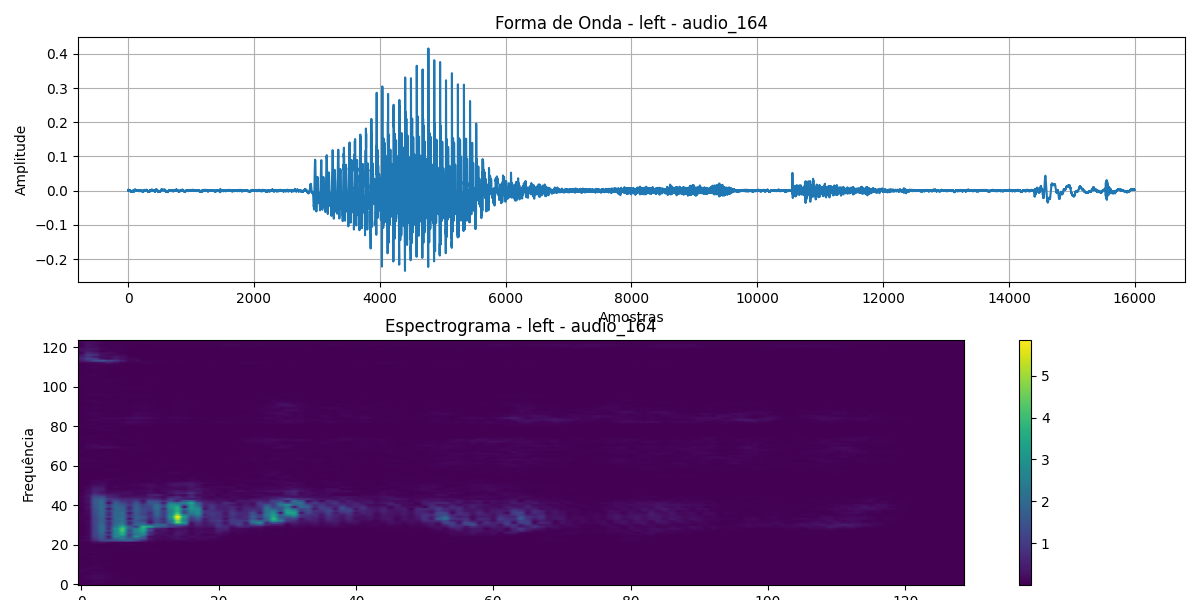 Forma de Onda - left - audio_164
Amplitude
0.4
0.3
0.2
0.1
0.0
−0.1
−0.2
0 2000 4000 6000 8000 10000 12000 14000 16000
Amostras
Espectrograma - left - audio_164
Frequência
120
100
80
60
40
20
0
0 20 40 60 80 100 120
5
4
3
2
1